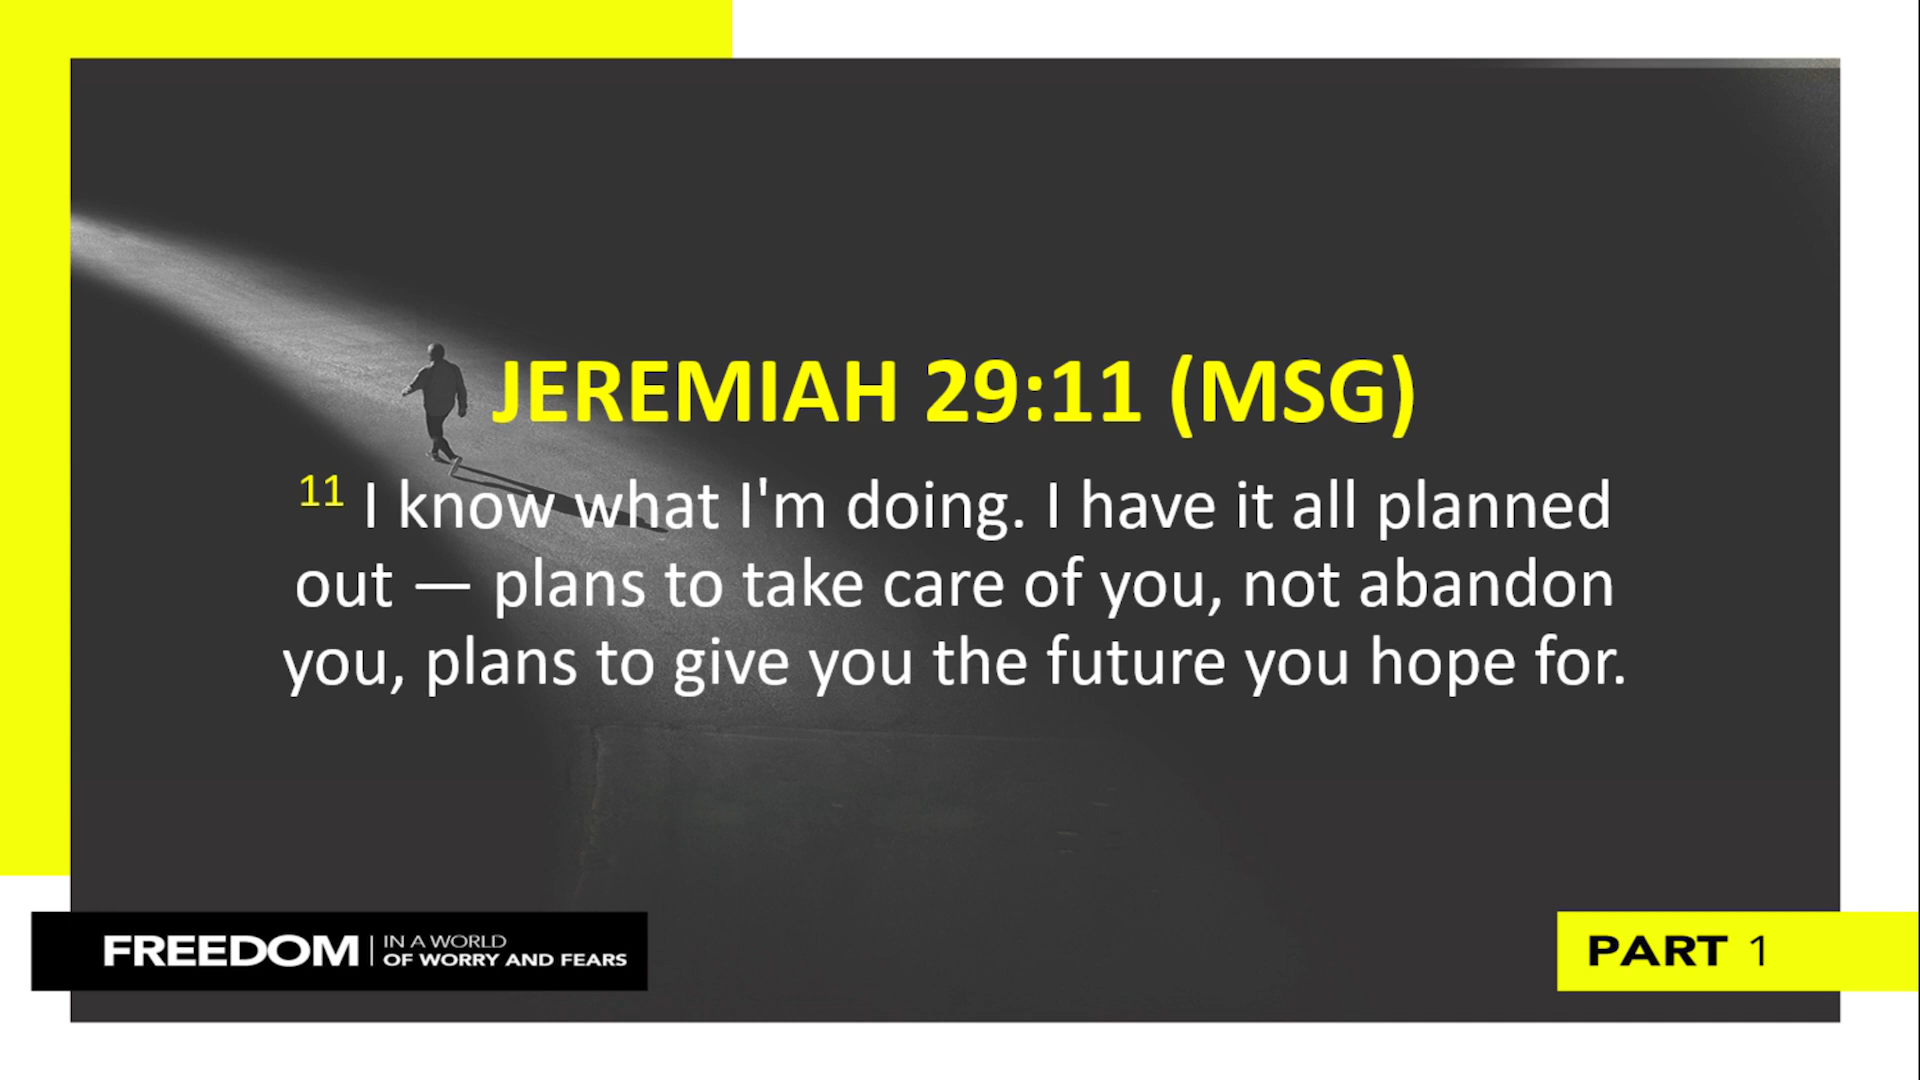 JEREMIAH 29:11 (MSG)
11 I know what I'm doing. I have it all planned
out — plans to take care of you, not abandon
you, plans to give you the future you hope for.
FREEDOM | IN A WORLD
OF WORRY AND FEARS
PART 1